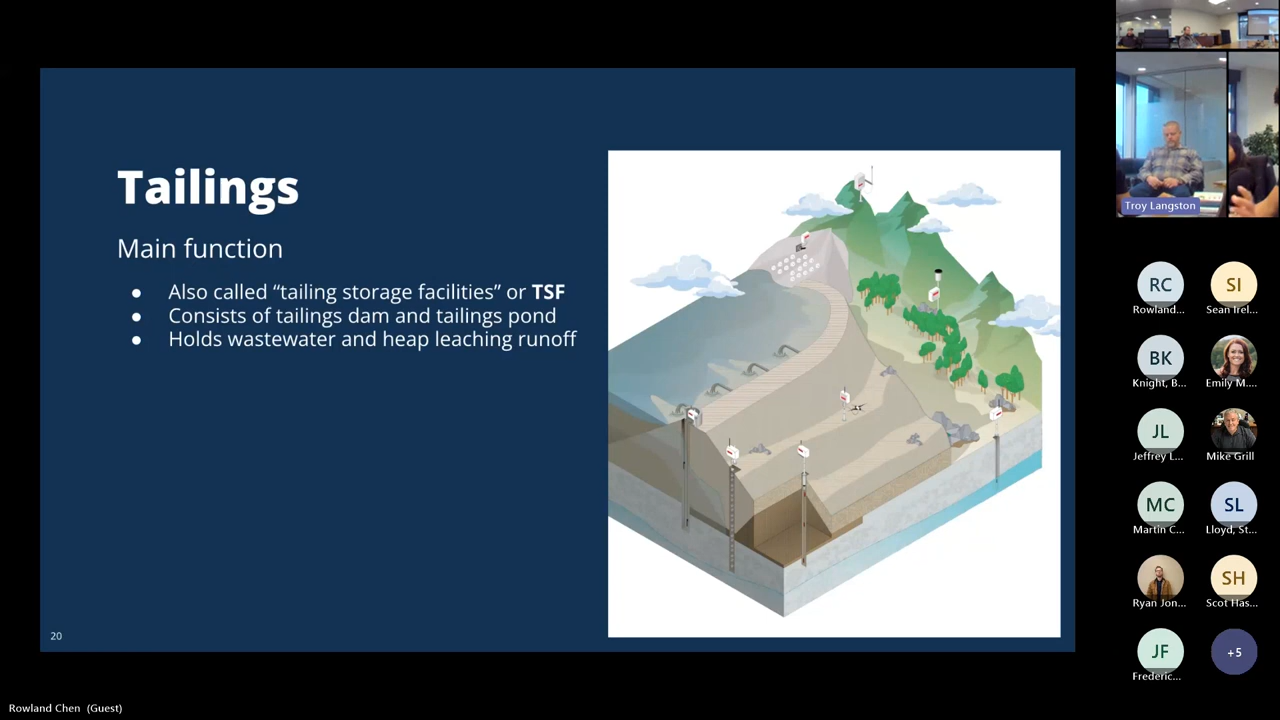 Tailings
Main function
● Also called “tailing storage facilities” or TSF
● Consists of tailings dam and tailings pond
● Holds wastewater and heap leaching runoff
20
Troy Langston
RC
SI
Rowland...
Sean Irel...
BK
Knight, B...
Emily M....
JL
Jeffrey L...
Mike Grill
MC
SL
Martin C...
Lloyd, St...
SH
Ryan Jon...
Scot Has...
JF
+5
Frederic...
Rowland Chen (Guest)